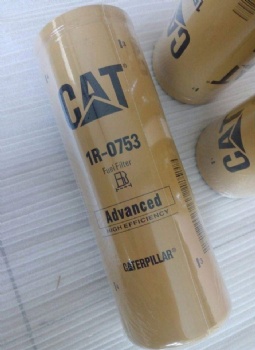 CAT
1R-0753
Fuel Filter
Advanced
HIGH EFFICIENCY
CATERPILLAR